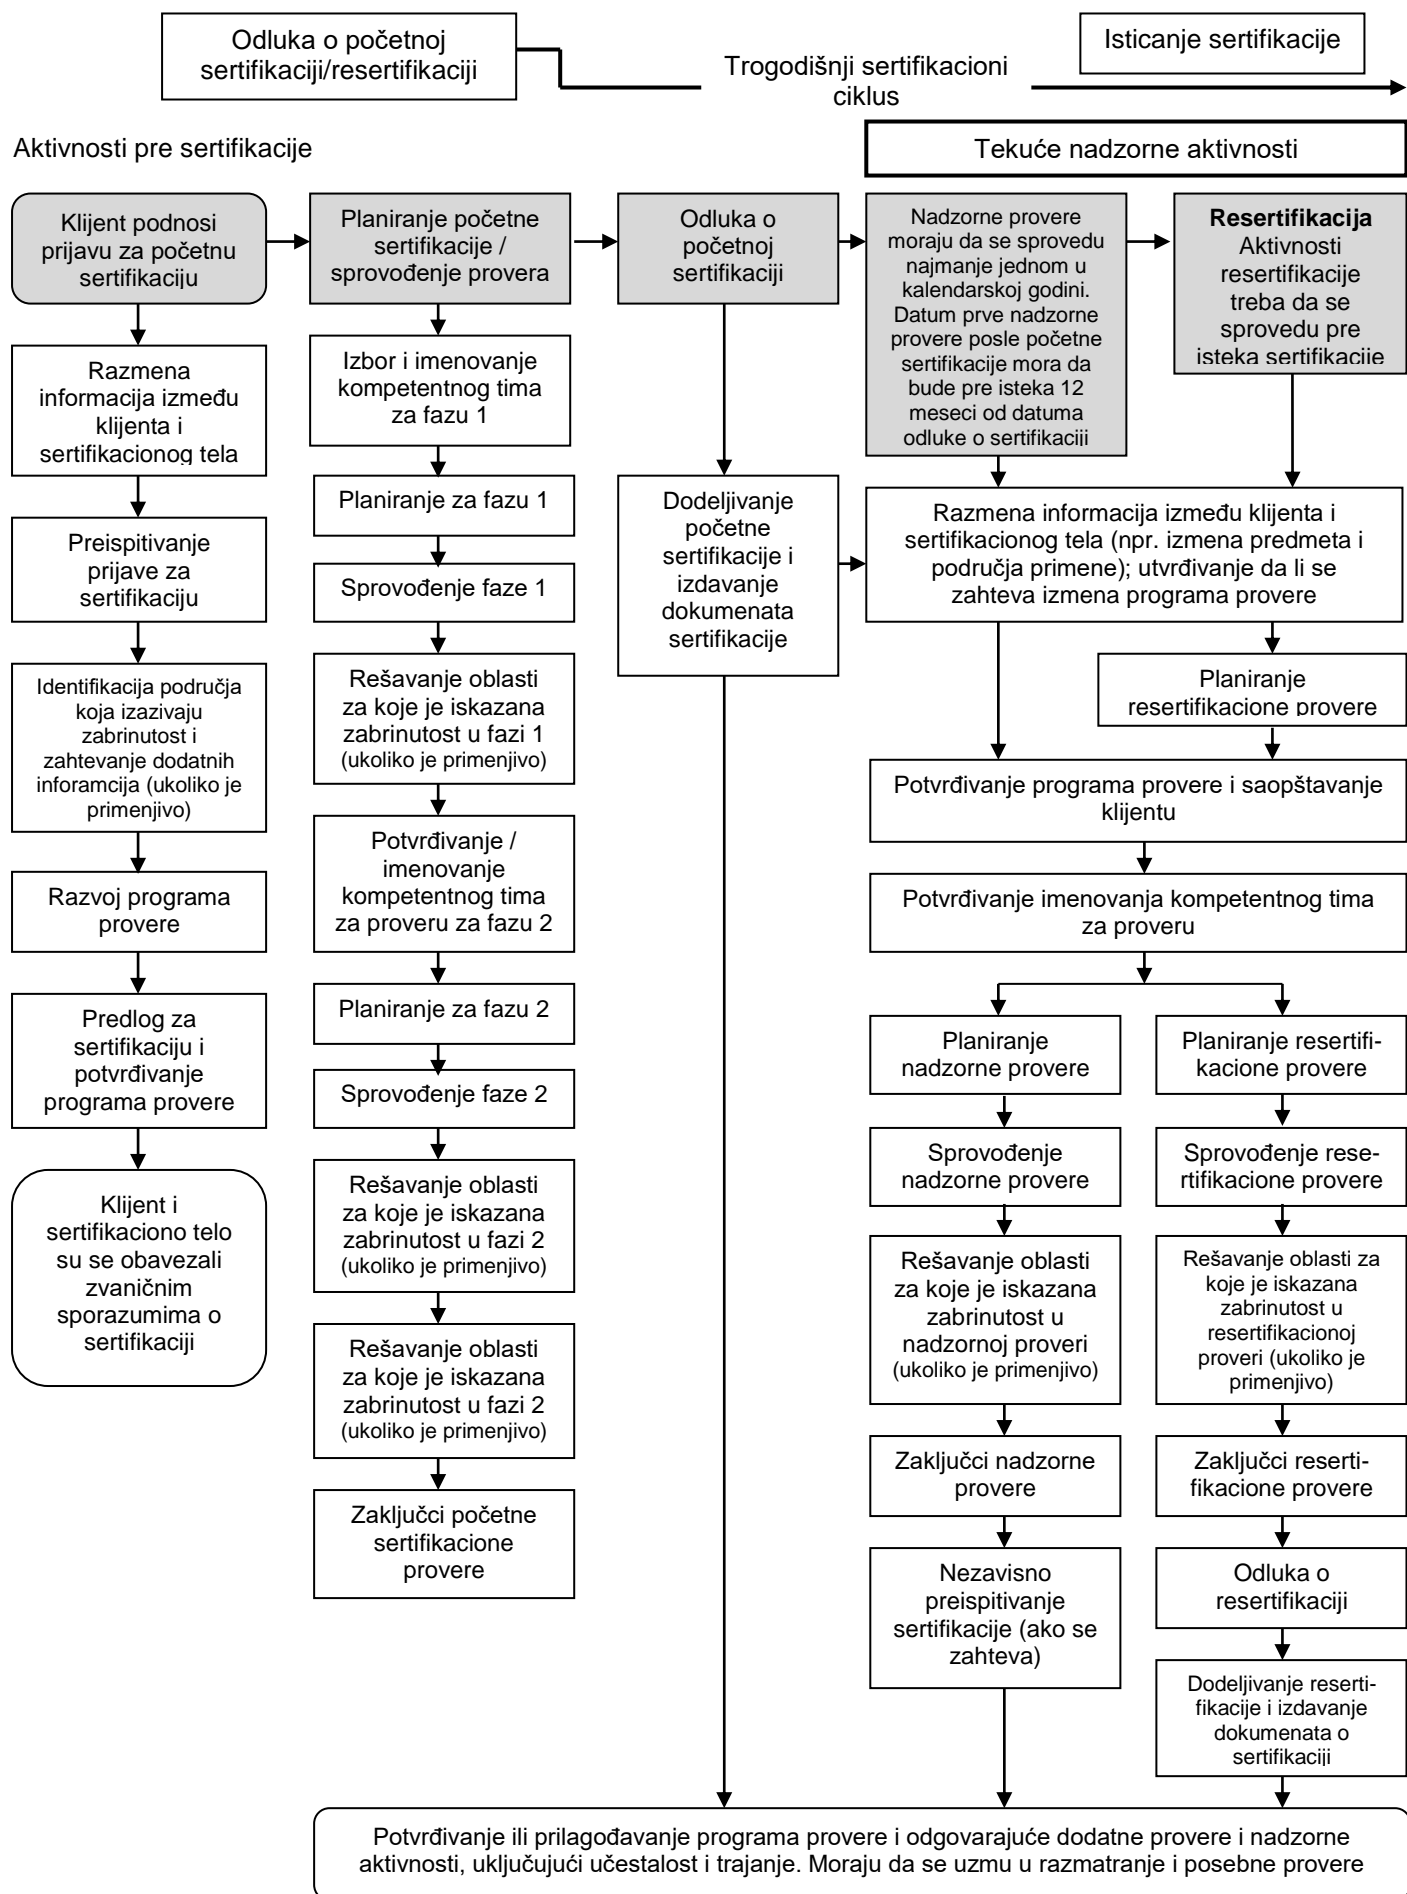 Odluka o početnoj
sertifikaciji/resertifikaciji
Trogodišnji sertifikacioni
ciklus
Isticanje sertifikacije
Aktivnosti pre sertifikacije
Tekuće nadzorne aktivnosti
Klijent podnosi
prijavu za početnu
sertifikaciju
Planiranje početne
sertifikacije /
sprovođenje provera
Odluka o
početnoj
sertifikaciji
Nadzorne provere
moraju da se sprovedu
najmanje jednom u
kalendarskoj godini.
Datum prve nadzorne
provere posle početne
sertifikacije mora da
bude pre isteka 12
meseci od datuma
odluke o sertifikaciji
Resertifikacija
Aktivnosti
resertifikacije
treba da se
sprovedu pre
isteka sertifikacije
Razmena
informacija između
klijenta i
sertifikacionog tela
Preispitivanje
prijave za
sertifikaciju
Identifikacija područja
koja izazivaju
zabrinutost i
zahtevanje dodatnih
inforamcija (ukoliko je
primenjivo)
Razvoj programa
provere
Predlog za
sertifikaciju i
potvrđivanje
programa provere
Klijent i
sertifikaciono telo
su se obavezali
zvaničnim
sporazumima o
sertifikaciji
Izbor i imenovanje
kompetentnog tima
za fazu 1
Planiranje za fazu 1
Sprovođenje faze 1
Rešavanje oblasti
za koje je iskazana
zabrinutost u fazi 1
(ukoliko je primenjivo)
Potvrđivanje /
imenovanje
kompetentnog tima
za proveru za fazu 2
Planiranje za fazu 2
Sprovođenje faze 2
Rešavanje oblasti
za koje je iskazana
zabrinutost u fazi 2
(ukoliko je primenjivo)
Rešavanje oblasti
za koje je iskazana
zabrinutost u fazi 2
(ukoliko je primenjivo)
Zaključci početne
sertifikacione
provere
Dodeljivanje
početne
sertifikacije i
izdavanje
dokumenata
sertifikacije
Razmena informacija između klijenta i
sertifikacionog tela (npr. izmena predmeta i
područja primene); utvrđivanje da li se
zahteva izmena programa provere
Planiranje
resertifikacione provere
Potvrđivanje programa provere i saopštavanje
klijentu
Potvrđivanje imenovanja kompetentnog tima
za proveru
Planiranje
nadzorne provere
Sprovođenje
nadzorne provere
Rešavanje oblasti
za koje je iskazana
zabrinutost u
nadzornoj proveri
(ukoliko je primenjivo)
Zaključci nadzorne
provere
Nezavisno
preispitivanje
sertifikacije (ako se
zahteva)
Planiranje resertifi-
kacione provere
Sprovođenje rese-
rtifikacione provere
Rešavanje oblasti za
koje je iskazana
zabrinutost u
resertifikacionoj
proveri (ukoliko je
primenjivo)
Zaključci reserti-
fikacione provere
Odluka o
resertifikaciji
Dodeljivanje reserti-
fikacije i izdavanje
dokumenata o
sertifikaciji
Potvrđivanje ili prilagođavanje programa provere i odgovarajuće dodatne provere i nadzorne
aktivnosti, uključujući učestalost i trajanje. Moraju da se uzmu u razmatranje i posebne provere